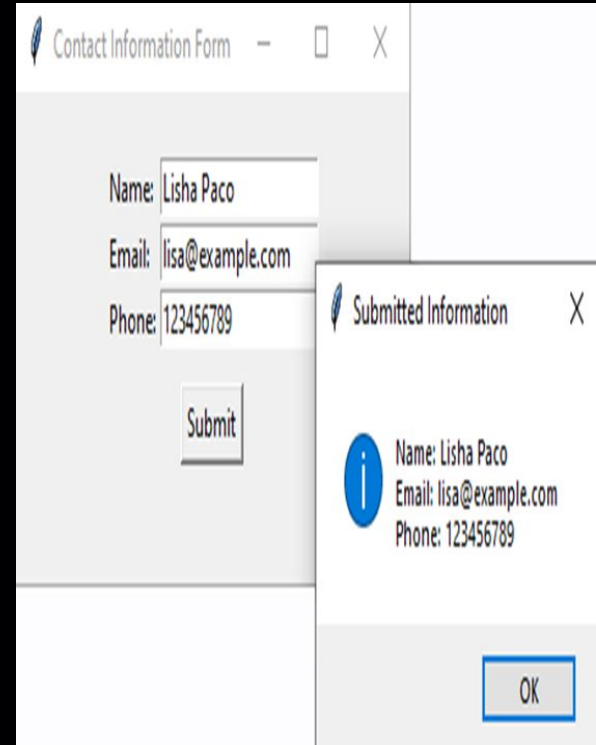 Contact Information Form
Name: Lisha Paco
Email: lisa@example.com
Phone: 123456789
Submit
Submitted Information
Name: Lisha Paco
Email: lisa@example.com
Phone: 123456789
OK